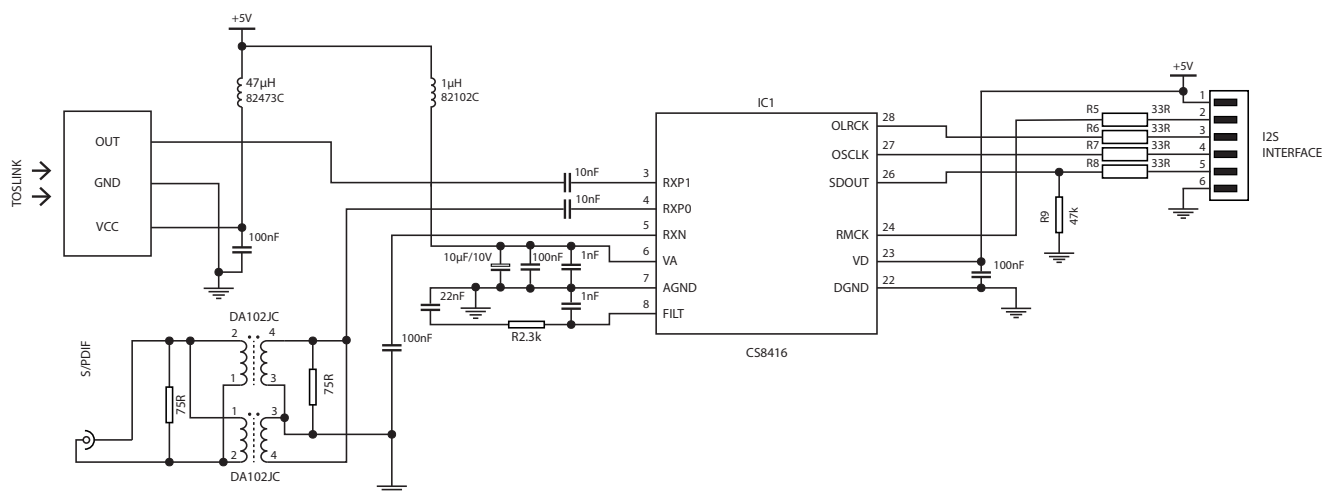 +5V
47µH
82473C
1µH
82102C
TOSLINK
OUT
GND
VCC
100nF
10nF
10nF
10µF/10V
100nF
1nF
22nF
1nF
R2.3k
100nF
IC1
3
RXP1
4
RXP0
5
RXN
6
VA
7
AGND
8
FILT
OLRCK
28
OSCLK
27
SDOUT
26
RMCK
24
VD
23
DGND
22
CS8416
100nF
R9
47k
R5
33R
R6
33R
R7
33R
R8
33R
+5V
1
2
3
4
5
6
I2S
INTERFACE
S/PDIF
75R
DA102JC
2
4
1
3
1
3
2
4
DA102JC
75R